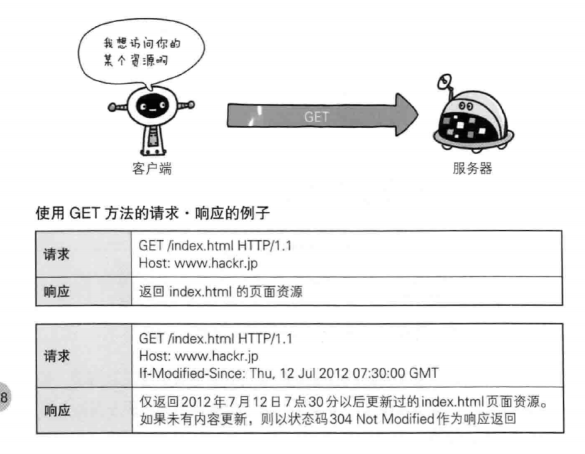 我想访问你的
某个资源啊
GET
客户端
服务器
使用 GET 方法的请求・响应的例子
请求
GET /index.html HTTP/1.1
Host: www.hackr.jp
响应
返回 index.html 的页面资源
请求
GET /index.html HTTP/1.1
Host: www.hackr.jp
If-Modified-Since: Thu, 12 Jul 2012 07:30:00 GMT
响应
仅返回2012年7月12日7点30分以后更新过的index.html页面资源。
如果未有内容更新，则以状态码304 Not Modified作为响应返回
8